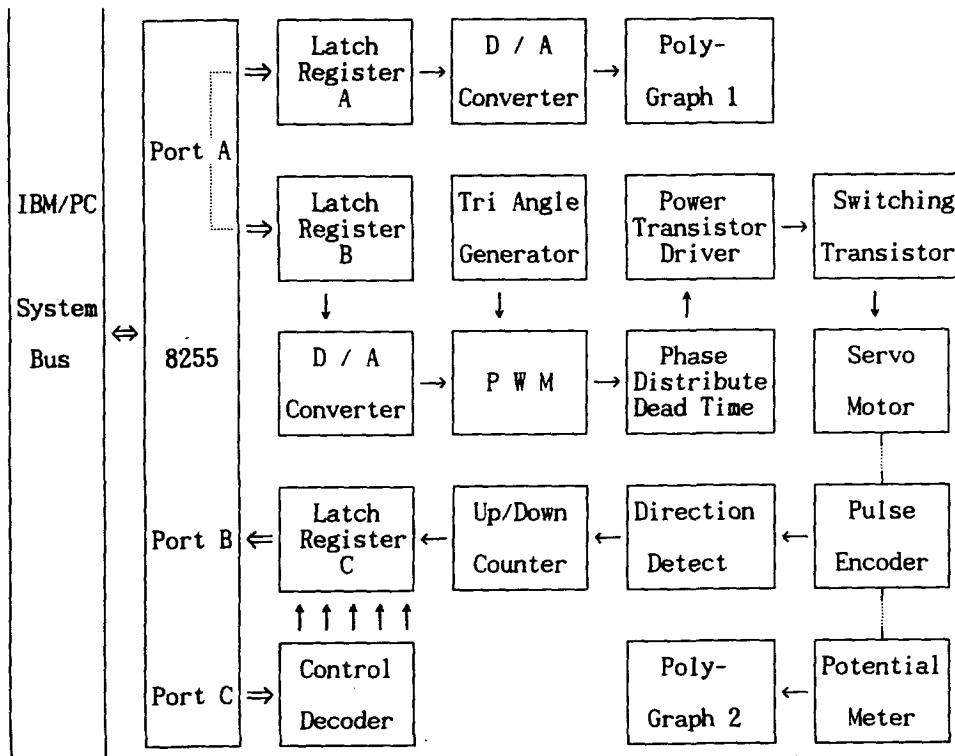 IBM/PC
System
Bus
Port A
8255
Port B
Port C
Latch
Register
A
D / A
Converter
Poly-
Graph 1
Latch
Register
B
Tri Angle
Generator
Power
Transistor
Driver
Switching
Transistor
D / A
Converter
P W M
Phase
Distribute
Dead Time
Servo
Motor
Latch
Register
C
Up/Down
Counter
Direction
Detect
Pulse
Encoder
Control
Decoder
Poly-
Graph 2
Potential
Meter